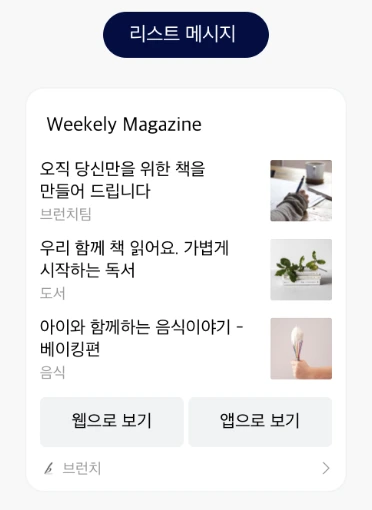 리스트 메시지
Weekely Magazine
오직 당신만을 위한 책을
만들어 드립니다
브런치팀
우리 함께 책 읽어요. 가볍게
시작하는 독서
도서
아이와 함께하는 음식이야기 -
베이킹편
음식
웹으로 보기
앱으로 보기
브런치